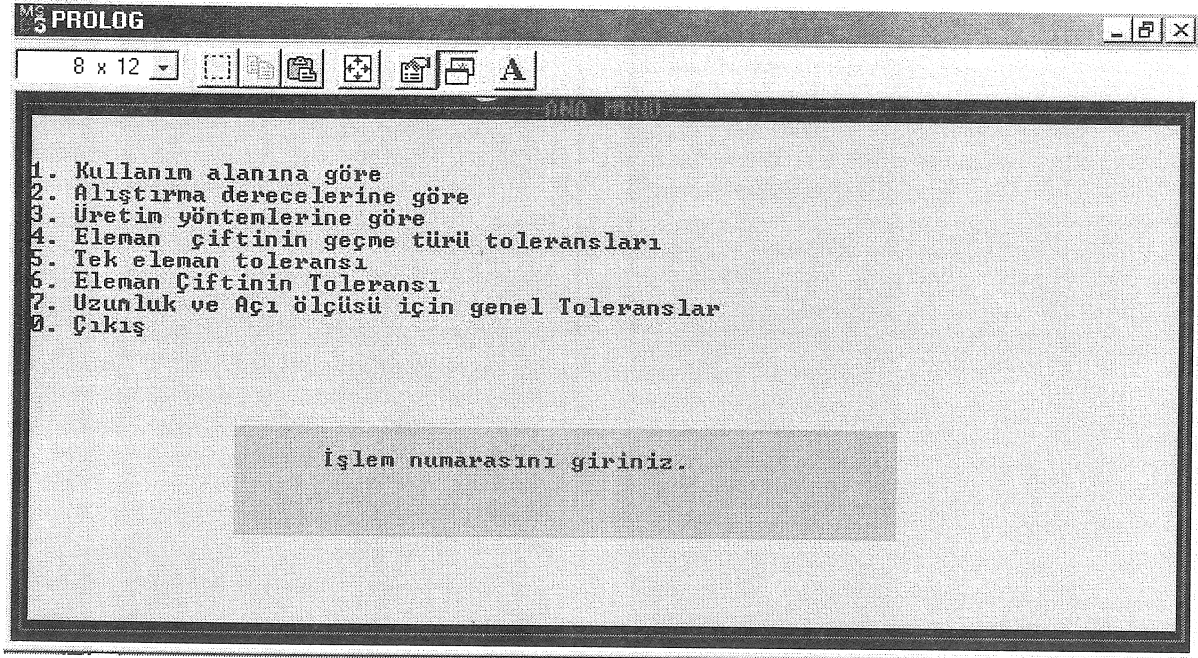 MS PROLOG
8 x 12 A
ANA MENU
1. Kullanım alanına göre
2. Alıştırma derecelerine göre
3. Üretim yöntemlerine göre
4. Eleman çiftinin geçme türü toleransları
5. Tek eleman toleransı
6. Eleman Çiftinin Toleransı
7. Uzunluk ve Açı ölçüsü için genel Toleranslar
0. Çıkış
İşlem numarasını giriniz.